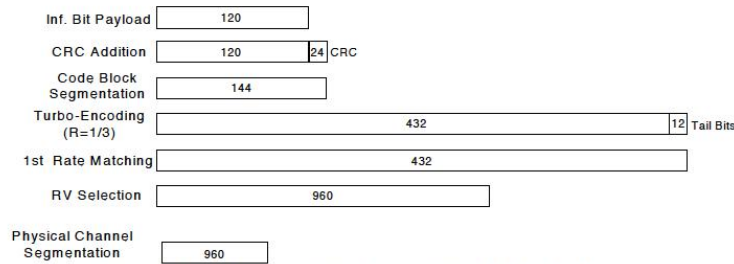 Inf. Bit Payload 120
CRC Addition 120 24 CRC
Code Block
Segmentation 144
Turbo-Encoding
(R=1/3) 432 12 Tail Bits
1st Rate Matching 432
RV Selection 960
Physical Channel
Segmentation 960